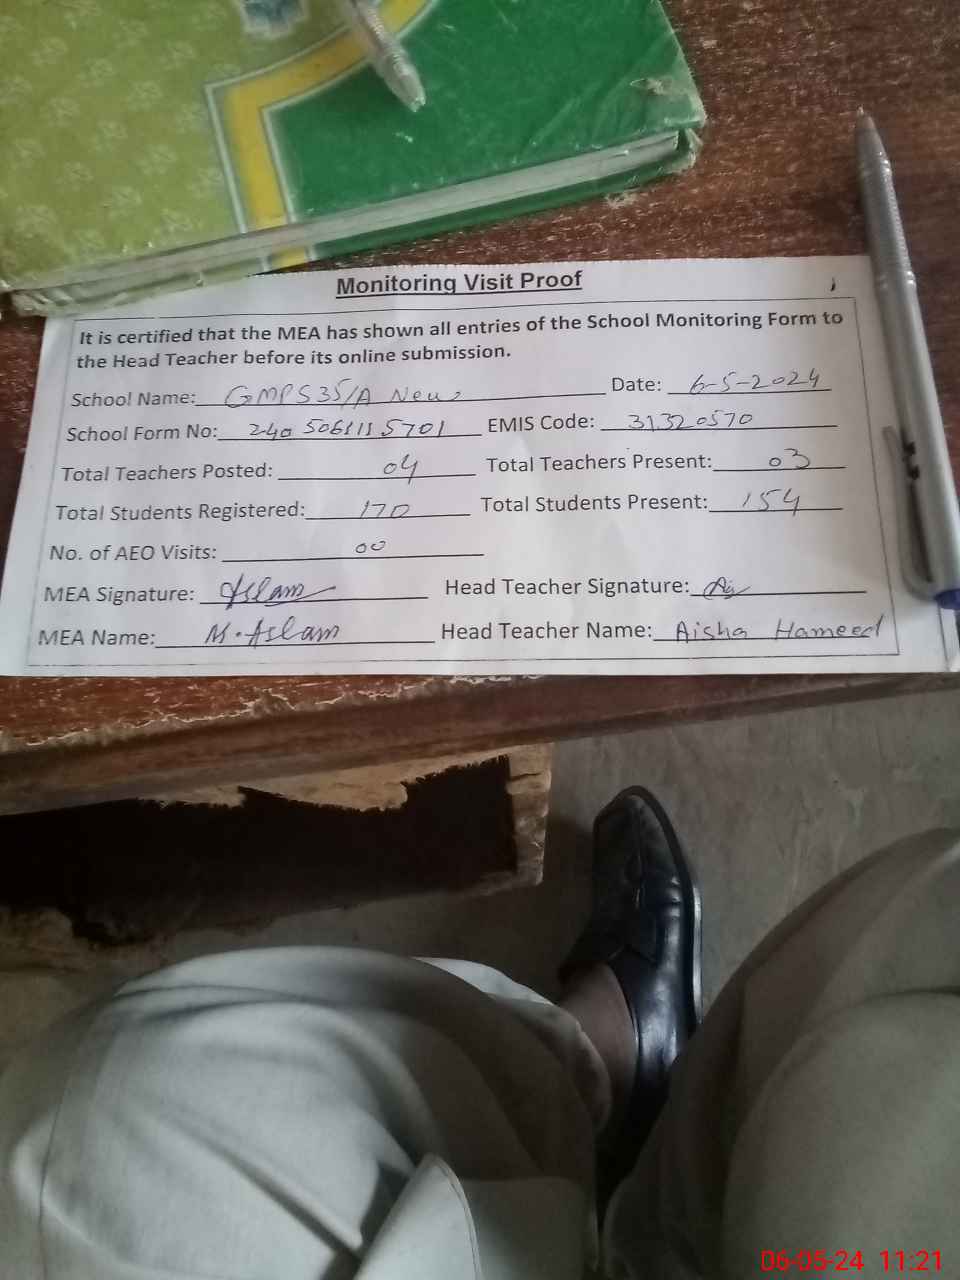 Monitoring Visit Proof
It is certified that the MEA has shown all entries of the School Monitoring Form to
the Head Teacher before its online submission.
School Name: GMPS 35/A New Date: 6-5-2024
School Form No: EMIS Code: 31320570
Total Teachers Posted: 04 Total Teachers Present: 03
Total Students Registered: 170 Total Students Present: 154
No. of AEO Visits: 00
MEA Signature: Aslam Head Teacher Signature:
MEA Name: M. Aslam Head Teacher Name: Aisha Hameed
06-05-24 11:21